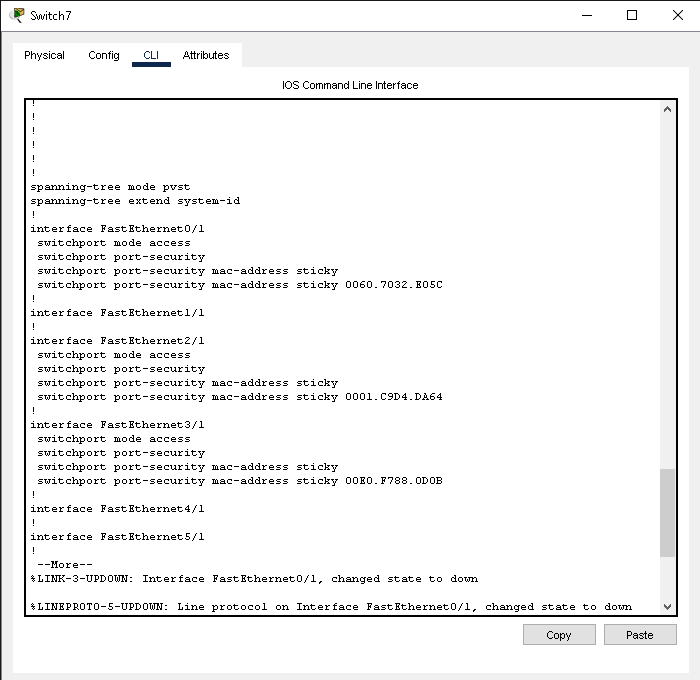 Switch7
Physical Config CLI Attributes
IOS Command Line Interface
!
!
!
!
!
!
spanning-tree mode pvst
spanning-tree extend system-id
!
interface FastEthernet0/1
switchport mode access
switchport port-security
switchport port-security mac-address sticky
switchport port-security mac-address sticky 0060.7032.E05C
!
interface FastEthernet1/1
!
interface FastEthernet2/1
switchport mode access
switchport port-security
switchport port-security mac-address sticky
switchport port-security mac-address sticky 0001.C9D4.DA64
!
interface FastEthernet3/1
switchport mode access
switchport port-security
switchport port-security mac-address sticky
switchport port-security mac-address sticky 00E0.F788.0D0B
!
interface FastEthernet4/1
!
interface FastEthernet5/1
!
--More--
%LINK-3-UPDOWN: Interface FastEthernet0/1, changed state to down
%LINEPROTO-5-UPDOWN: Line protocol on Interface FastEthernet0/1, changed state to down
Copy Paste